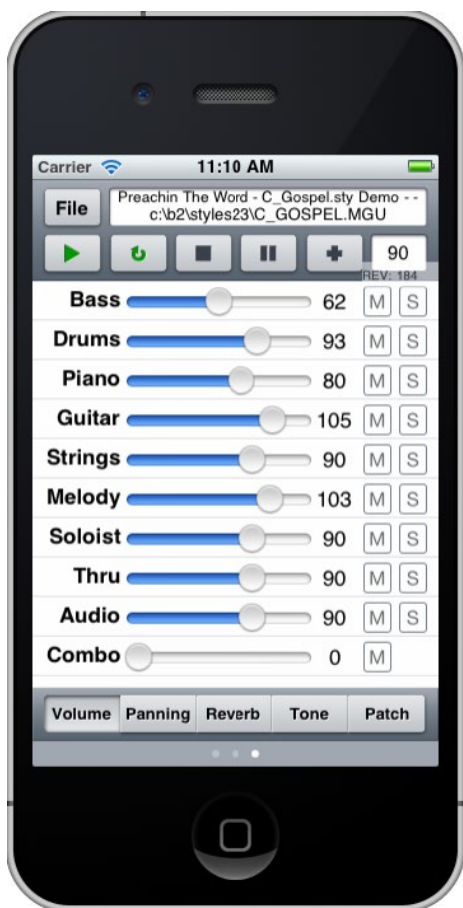 Carrier 11:10 AM
File
Preachin The Word - C_Gospel.sty Demo - -
c:\b2\styles23\C_GOSPEL.MGU
90
REV: 184
Bass 62 M S
Drums 93 M S
Piano 80 M S
Guitar 105 M S
Strings 90 M S
Melody 103 M S
Soloist 90 M S
Thru 90 M S
Audio 90 M S
Combo 0 M
Volume Panning Reverb Tone Patch